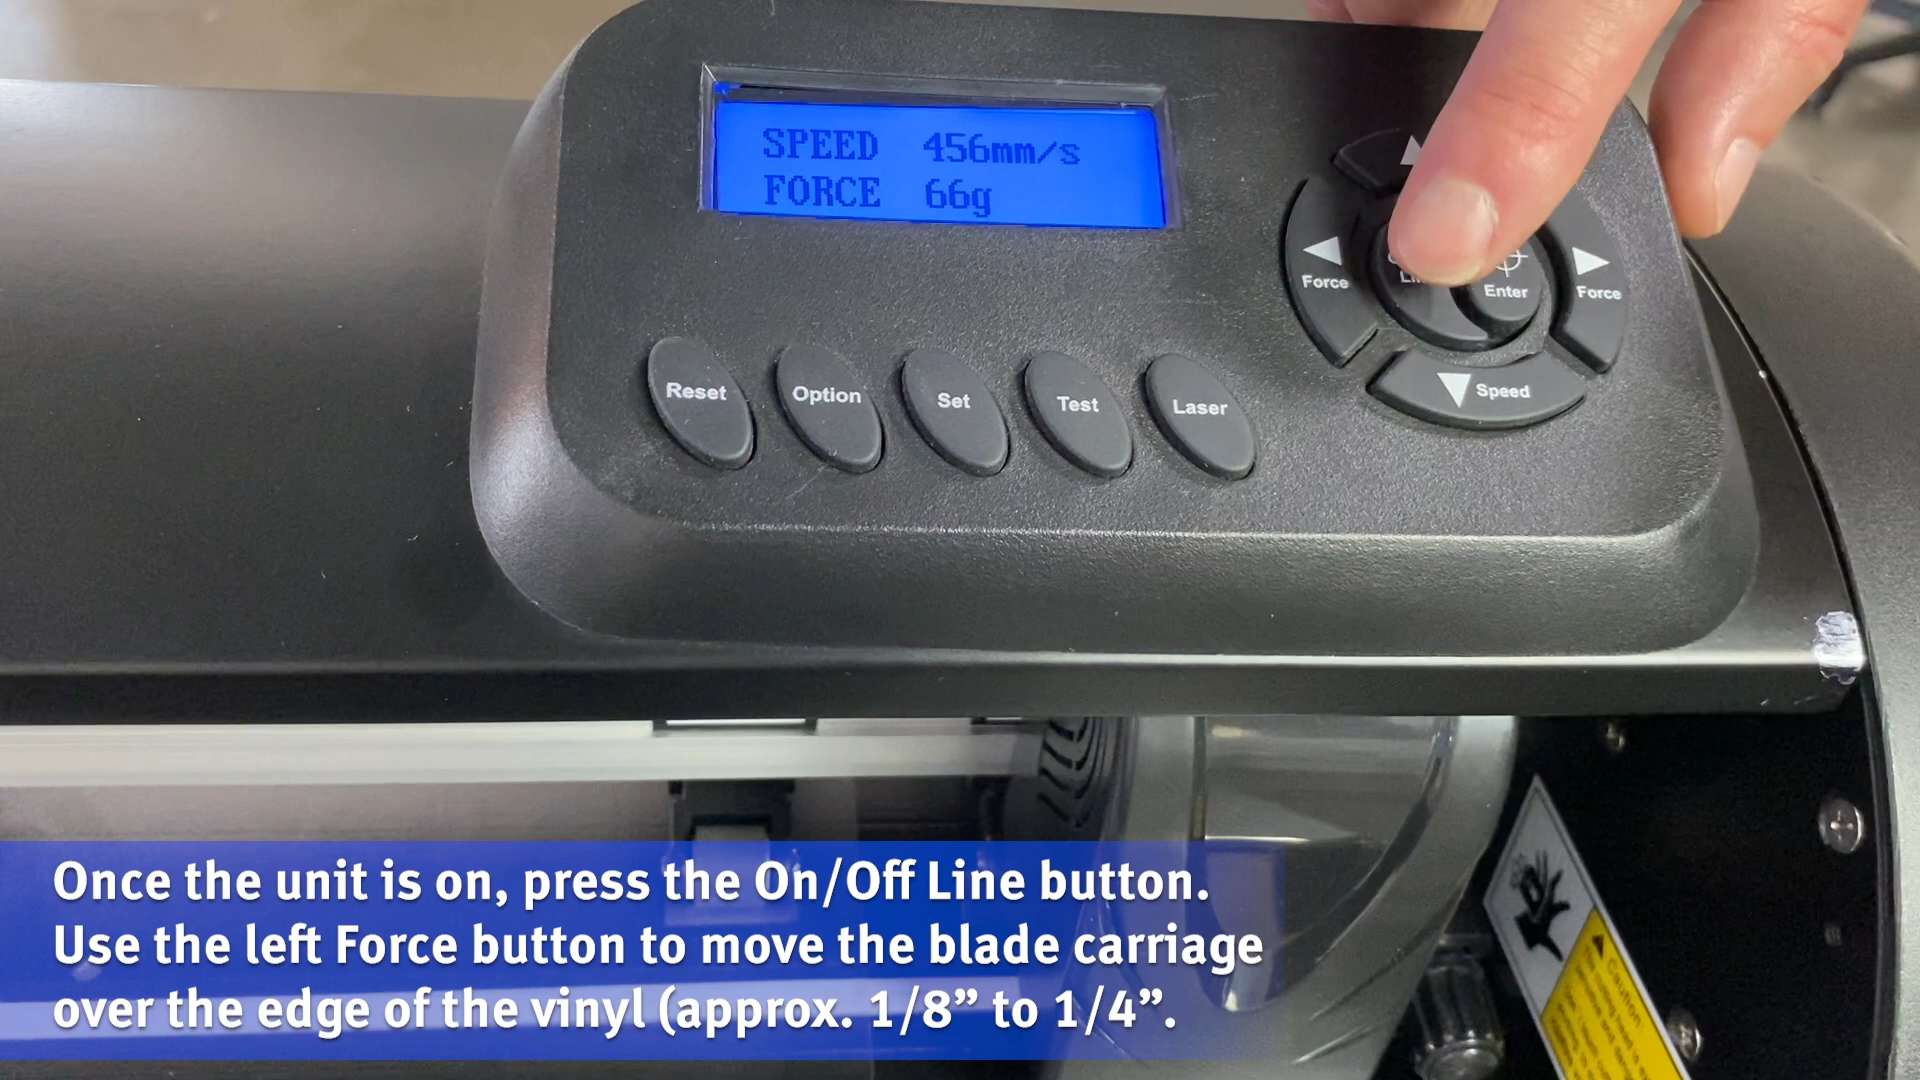 SPEED 456mm/s
FORCE 66g
Force
Enter
Force
Speed
Reset
Option
Set
Test
Laser
Once the unit is on, press the On/Off Line button.
Use the left Force button to move the blade carriage
over the edge of the vinyl (approx. 1/8” to 1/4”.
Caution